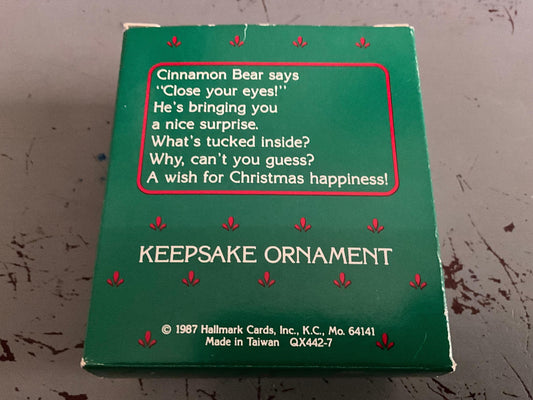 Cinnamon Bear says
"Close your eyes!"
He's bringing you
a nice surprise.
What's tucked inside?
Why, can't you guess?
A wish for Christmas happiness!
KEEPSAKE ORNAMENT
© 1987 Hallmark Cards, Inc., K.C., Mo. 64141
Made in Taiwan QX442-7